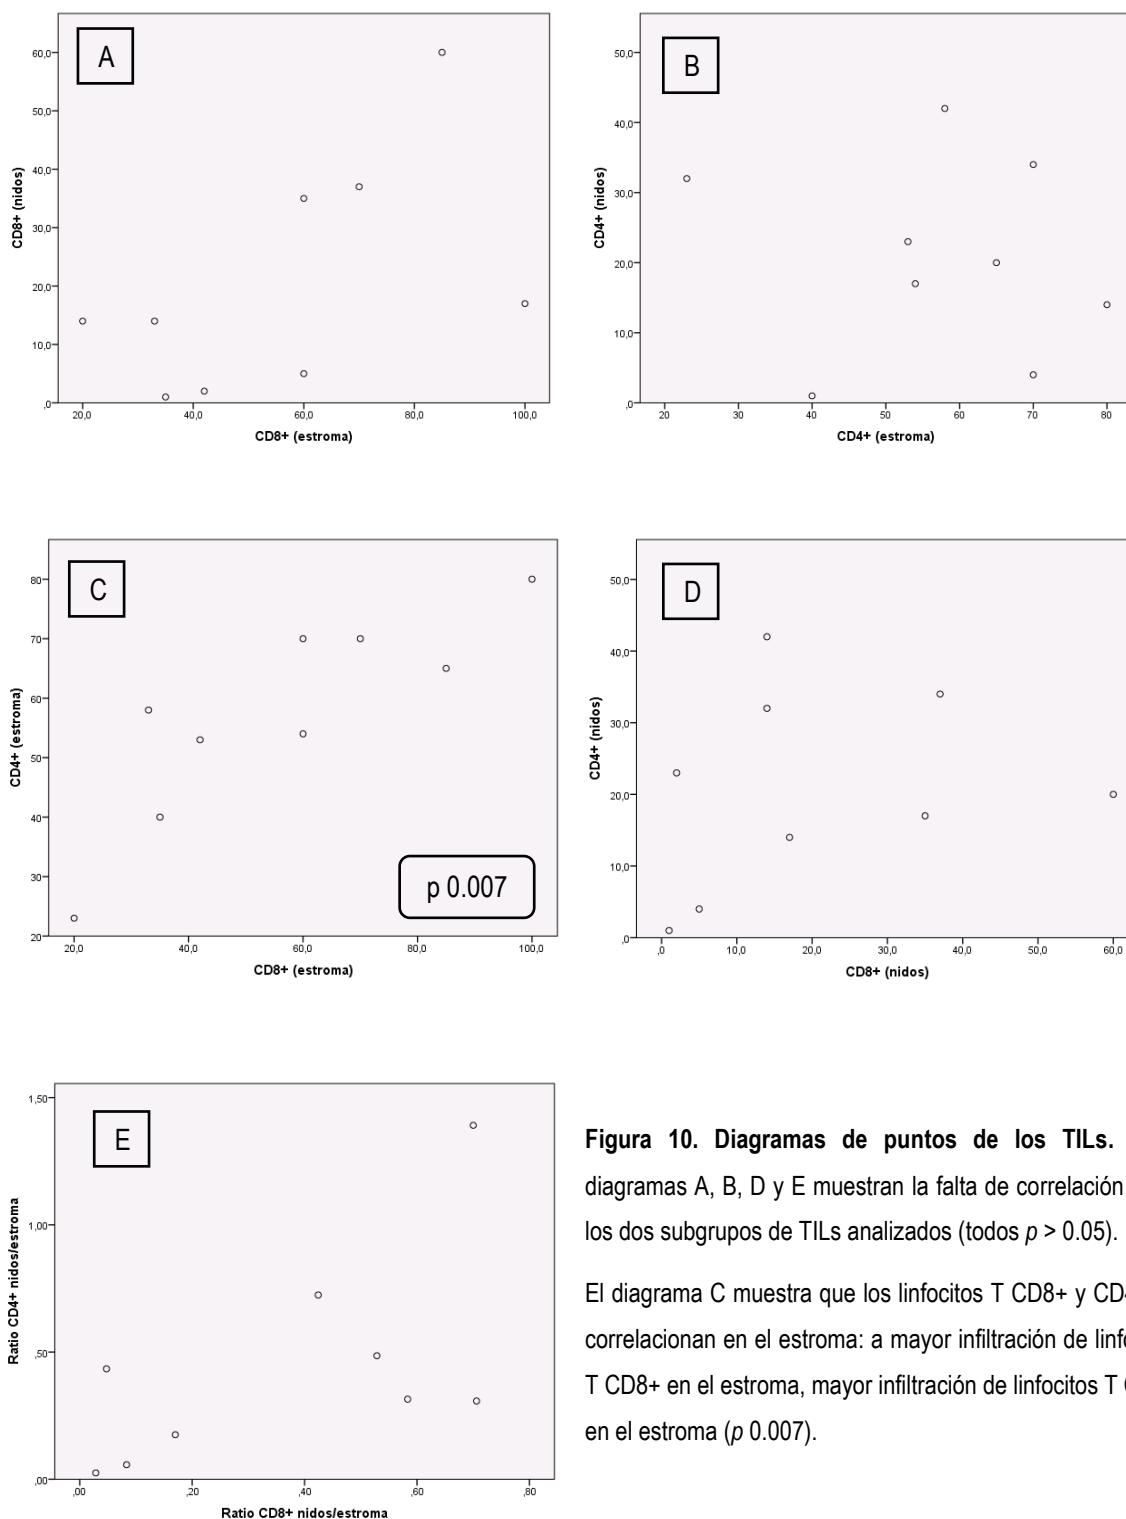 A
60,0
50,0
40,0
30,0
20,0
10,0
,0
CD8+ (nidos)
20,0 40,0 60,0 80,0 100,0
CD8+ (estroma)
B
50,0
40,0
30,0
20,0
10,0
,0
CD4+ (nidos)
20 30 40 50 60 70 80
CD4+ (estroma)
C
80
70
60
50
40
30
20
CD4+ (estroma)
p 0.007
20,0 40,0 60,0 80,0 100,0
CD8+ (estroma)
D
50,0
40,0
30,0
20,0
10,0
,0
CD4+ (nidos)
,0 10,0 20,0 30,0 40,0 50,0 60,0
CD8+ (nidos)
E
1,50
1,00
,50
,00
Ratio CD4+ nidos/estroma
,00 ,20 ,40 ,60 ,80
Ratio CD8+ nidos/estroma
Figura 10. Diagramas de puntos de los TILs.
diagramas A, B, D y E muestran la falta de correlación
los dos subgrupos de TILs analizados (todos p > 0.05).
El diagrama C muestra que los linfocitos T CD8+ y
correlacionan en el estroma: a mayor infiltración de
T CD8+ en el estroma, mayor infiltración de linfocitos T
en el estroma (p 0.007).